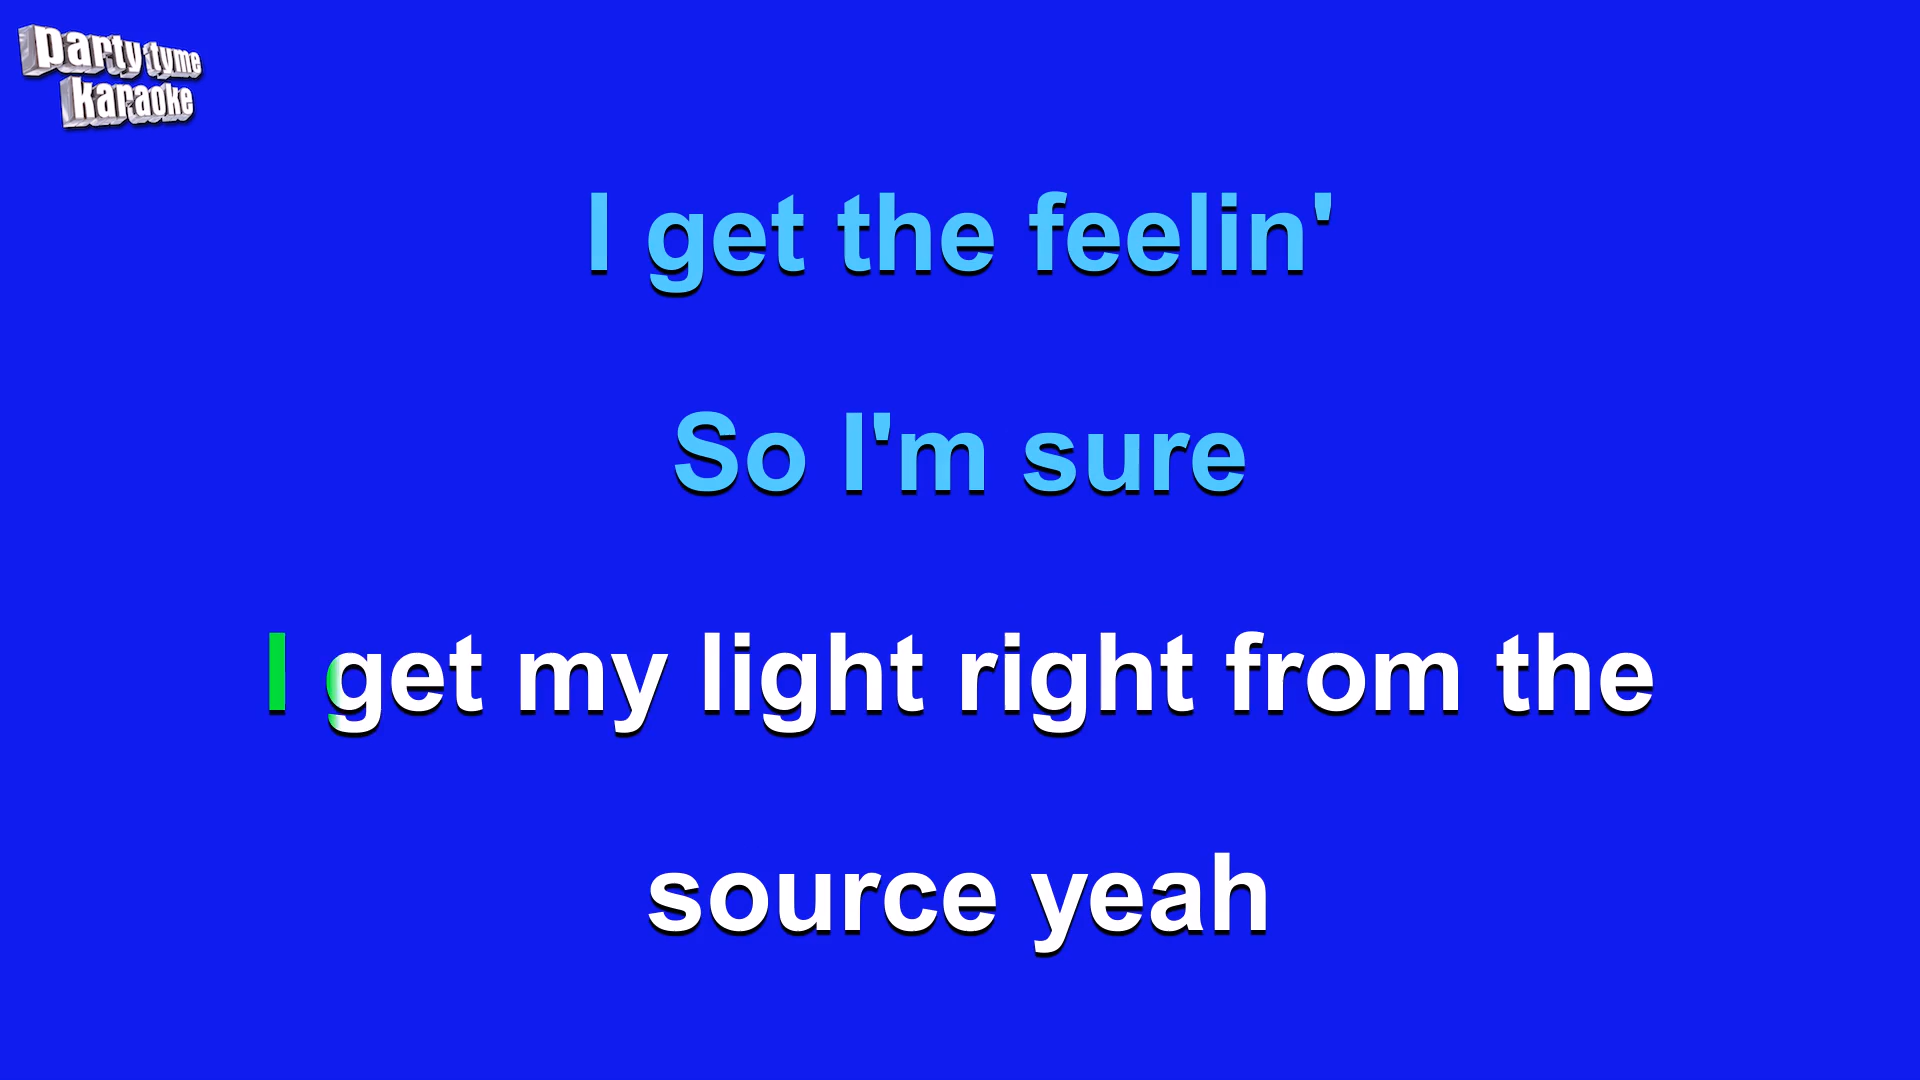 party tyme
karaoke
I get the feelin'
So I'm sure
I get my light right from the
source yeah